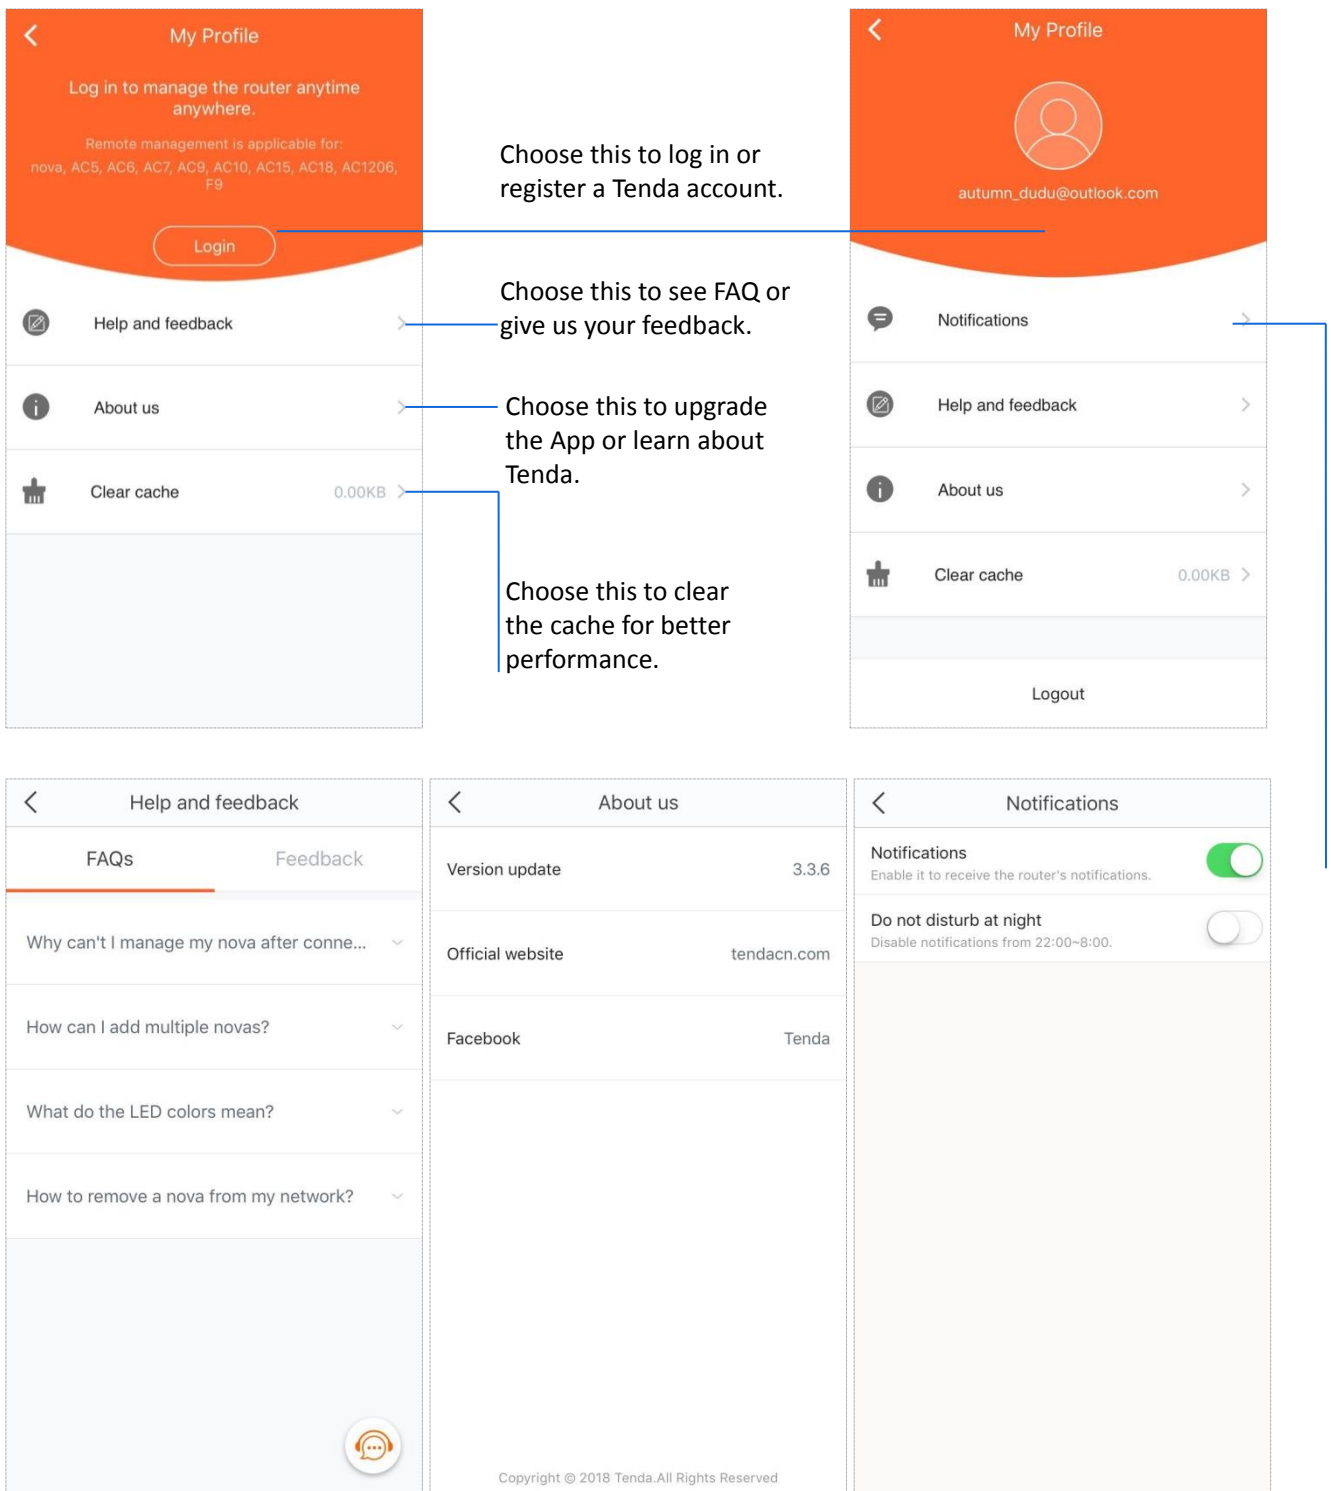 My Profile
Log in to manage the router anytime
anywhere.
Remote management is applicable for:
nova, AC5, AC6, AC7, AC9, AC10, AC15, AC18, AC1206,
F9
Login
Help and feedback
About us
Clear cache 0.00KB
Choose this to log in or
register a Tenda account.
Choose this to see FAQ or
give us your feedback.
Choose this to upgrade
the App or learn about
Tenda.
Choose this to clear
the cache for better
performance.
My Profile
autumn_dudu@outlook.com
Notifications
Help and feedback
About us
Clear cache 0.00KB
Logout
Help and feedback
FAQs Feedback
Why can't I manage my nova after conne...
How can I add multiple novas?
What do the LED colors mean?
How to remove a nova from my network?
About us
Version update 3.3.6
Official website tendacn.com
Facebook Tenda
Copyright © 2018 Tenda.All Rights Reserved
Notifications
Notifications
Enable it to receive the router's notifications.
Do not disturb at night
Disable notifications from 22:00~8:00.